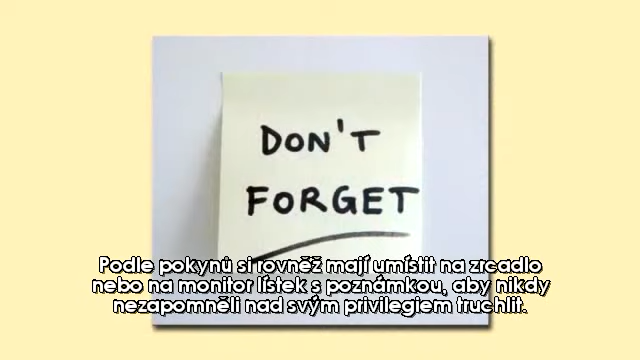 DON'T
FORGET
Podle pokynů si rovněž mají umístit na zrcadlo
nebo na monitor lístek s poznámkou, aby nikdy
nezapomněli nad svým privilegiem truchlit.